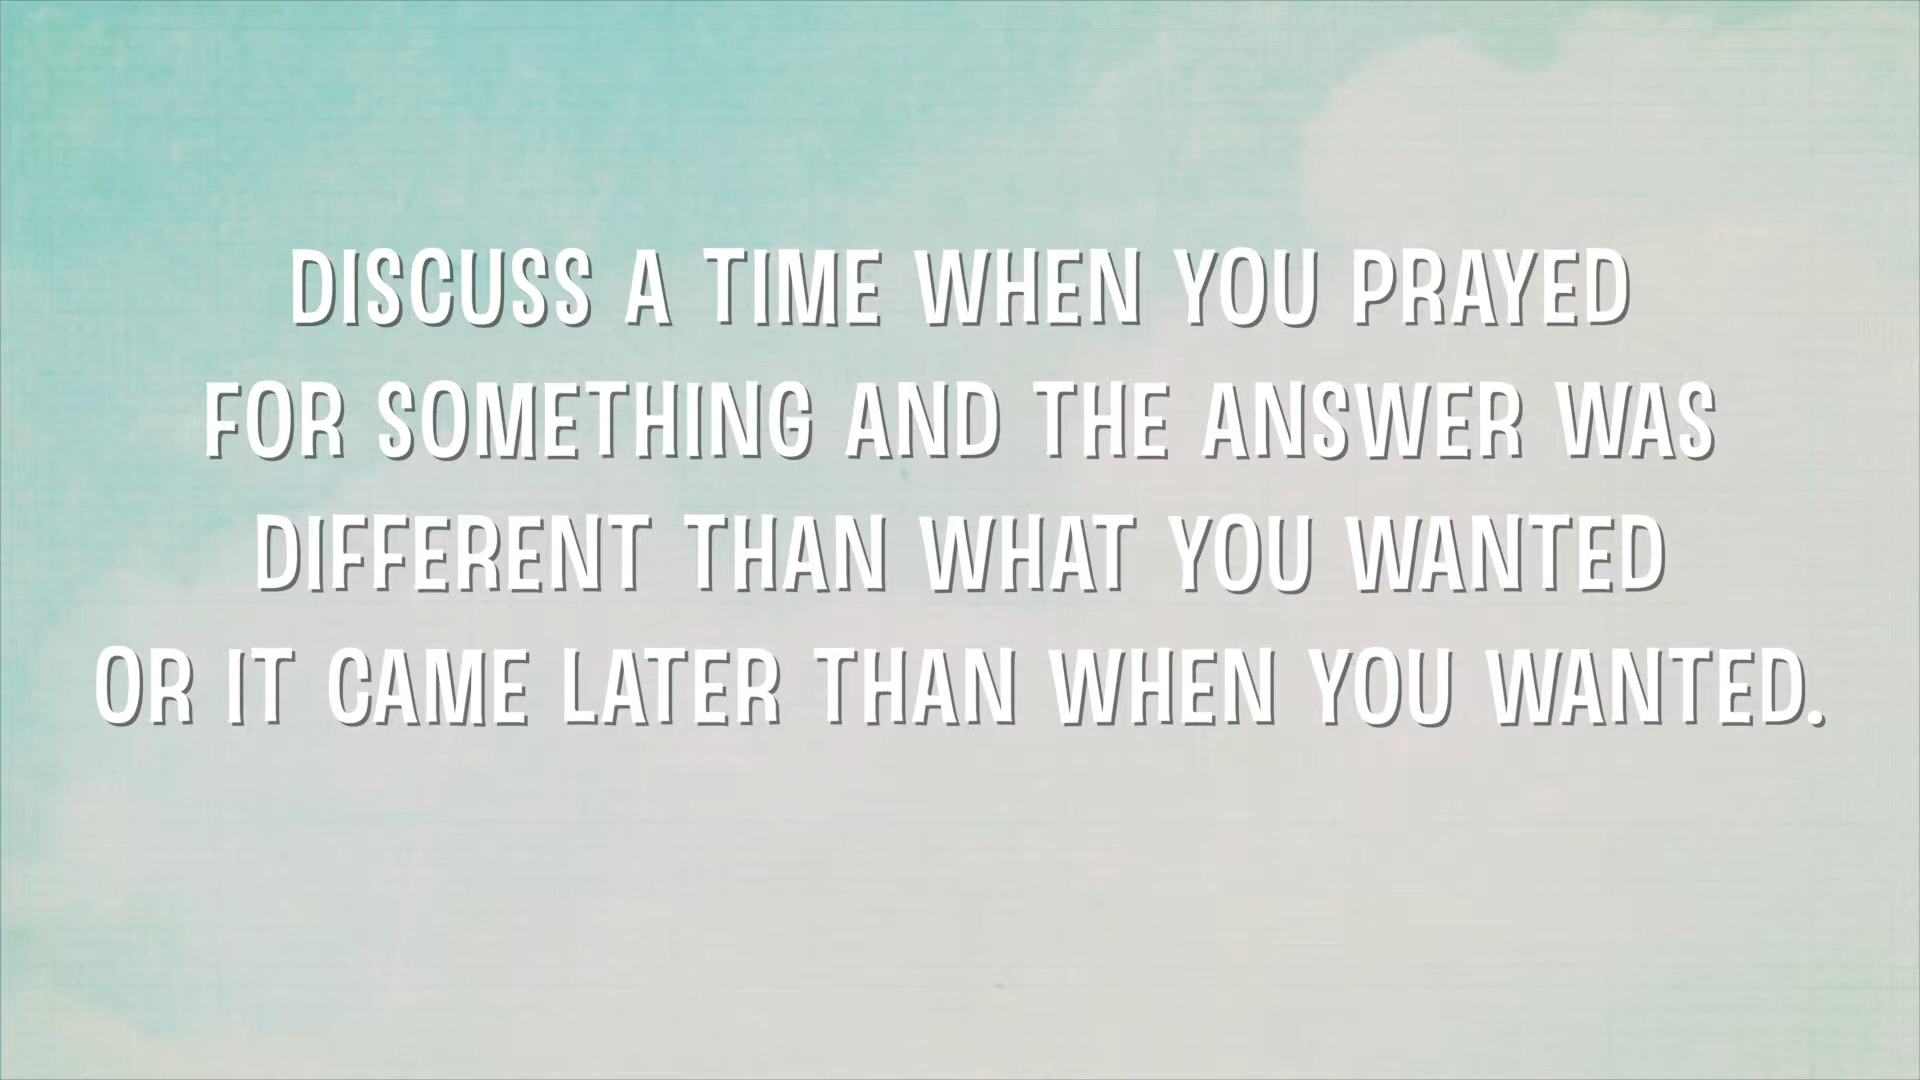 DISCUSS A TIME WHEN YOU PRAYED
FOR SOMETHING AND THE ANSWER WAS
DIFFERENT THAN WHAT YOU WANTED
OR IT CAME LATER THAN WHEN YOU WANTED.